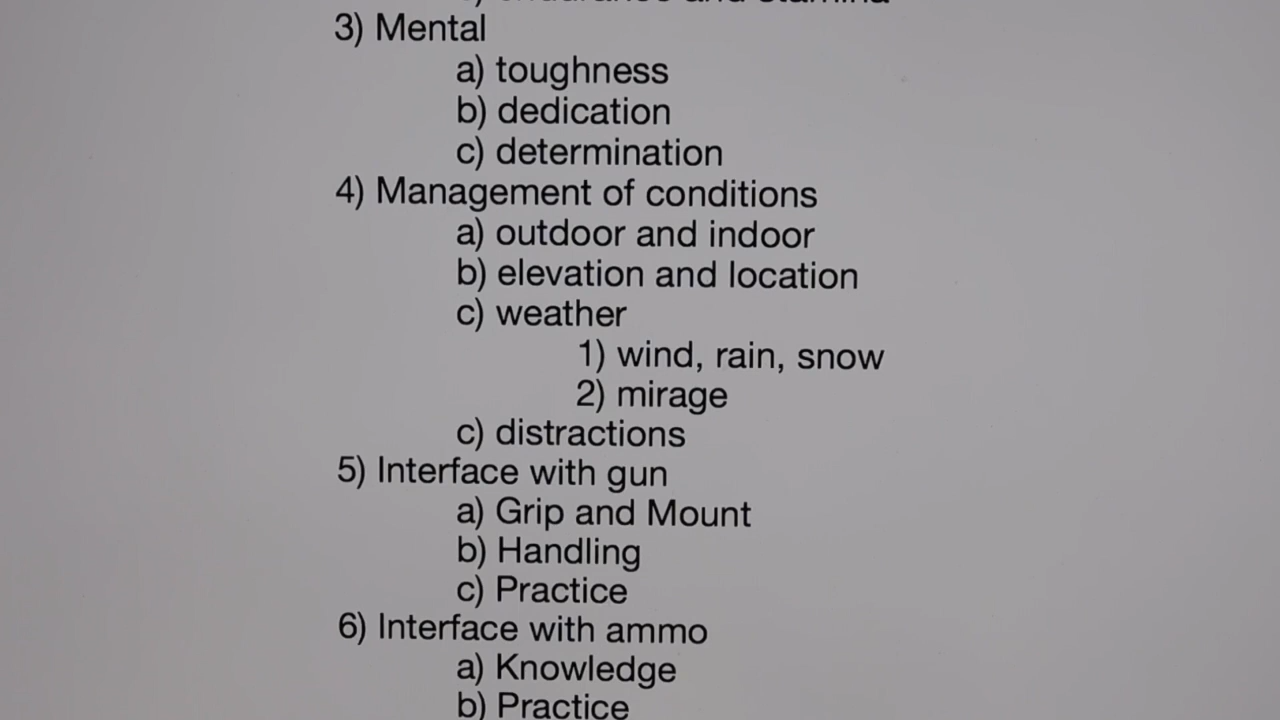 3) Mental
a) toughness
b) dedication
c) determination
4) Management of conditions
a) outdoor and indoor
b) elevation and location
c) weather
1) wind, rain, snow
2) mirage
c) distractions
5) Interface with gun
a) Grip and Mount
b) Handling
c) Practice
6) Interface with ammo
a) Knowledge
b) Practice